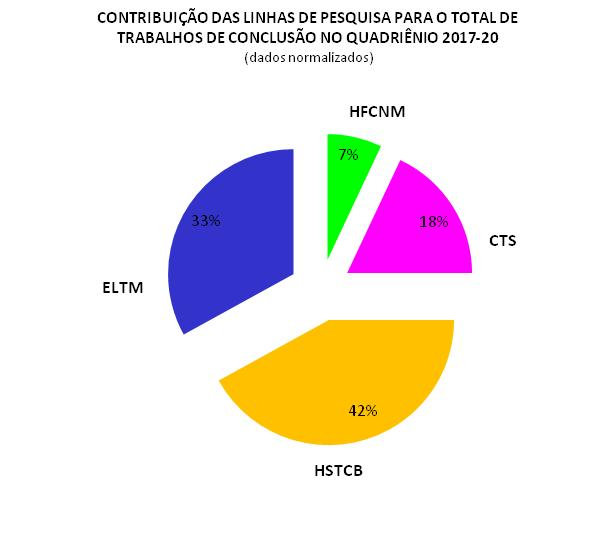 CONTRIBUIÇÃO DAS LINHAS DE PESQUISA PARA O TOTAL DE
TRABALHOS DE CONCLUSÃO NO QUADRIÊNIO 2017-20
(dados normalizados)
HFCNM
7%
18%
33%
CTS
ELTM
42%
HSTCB